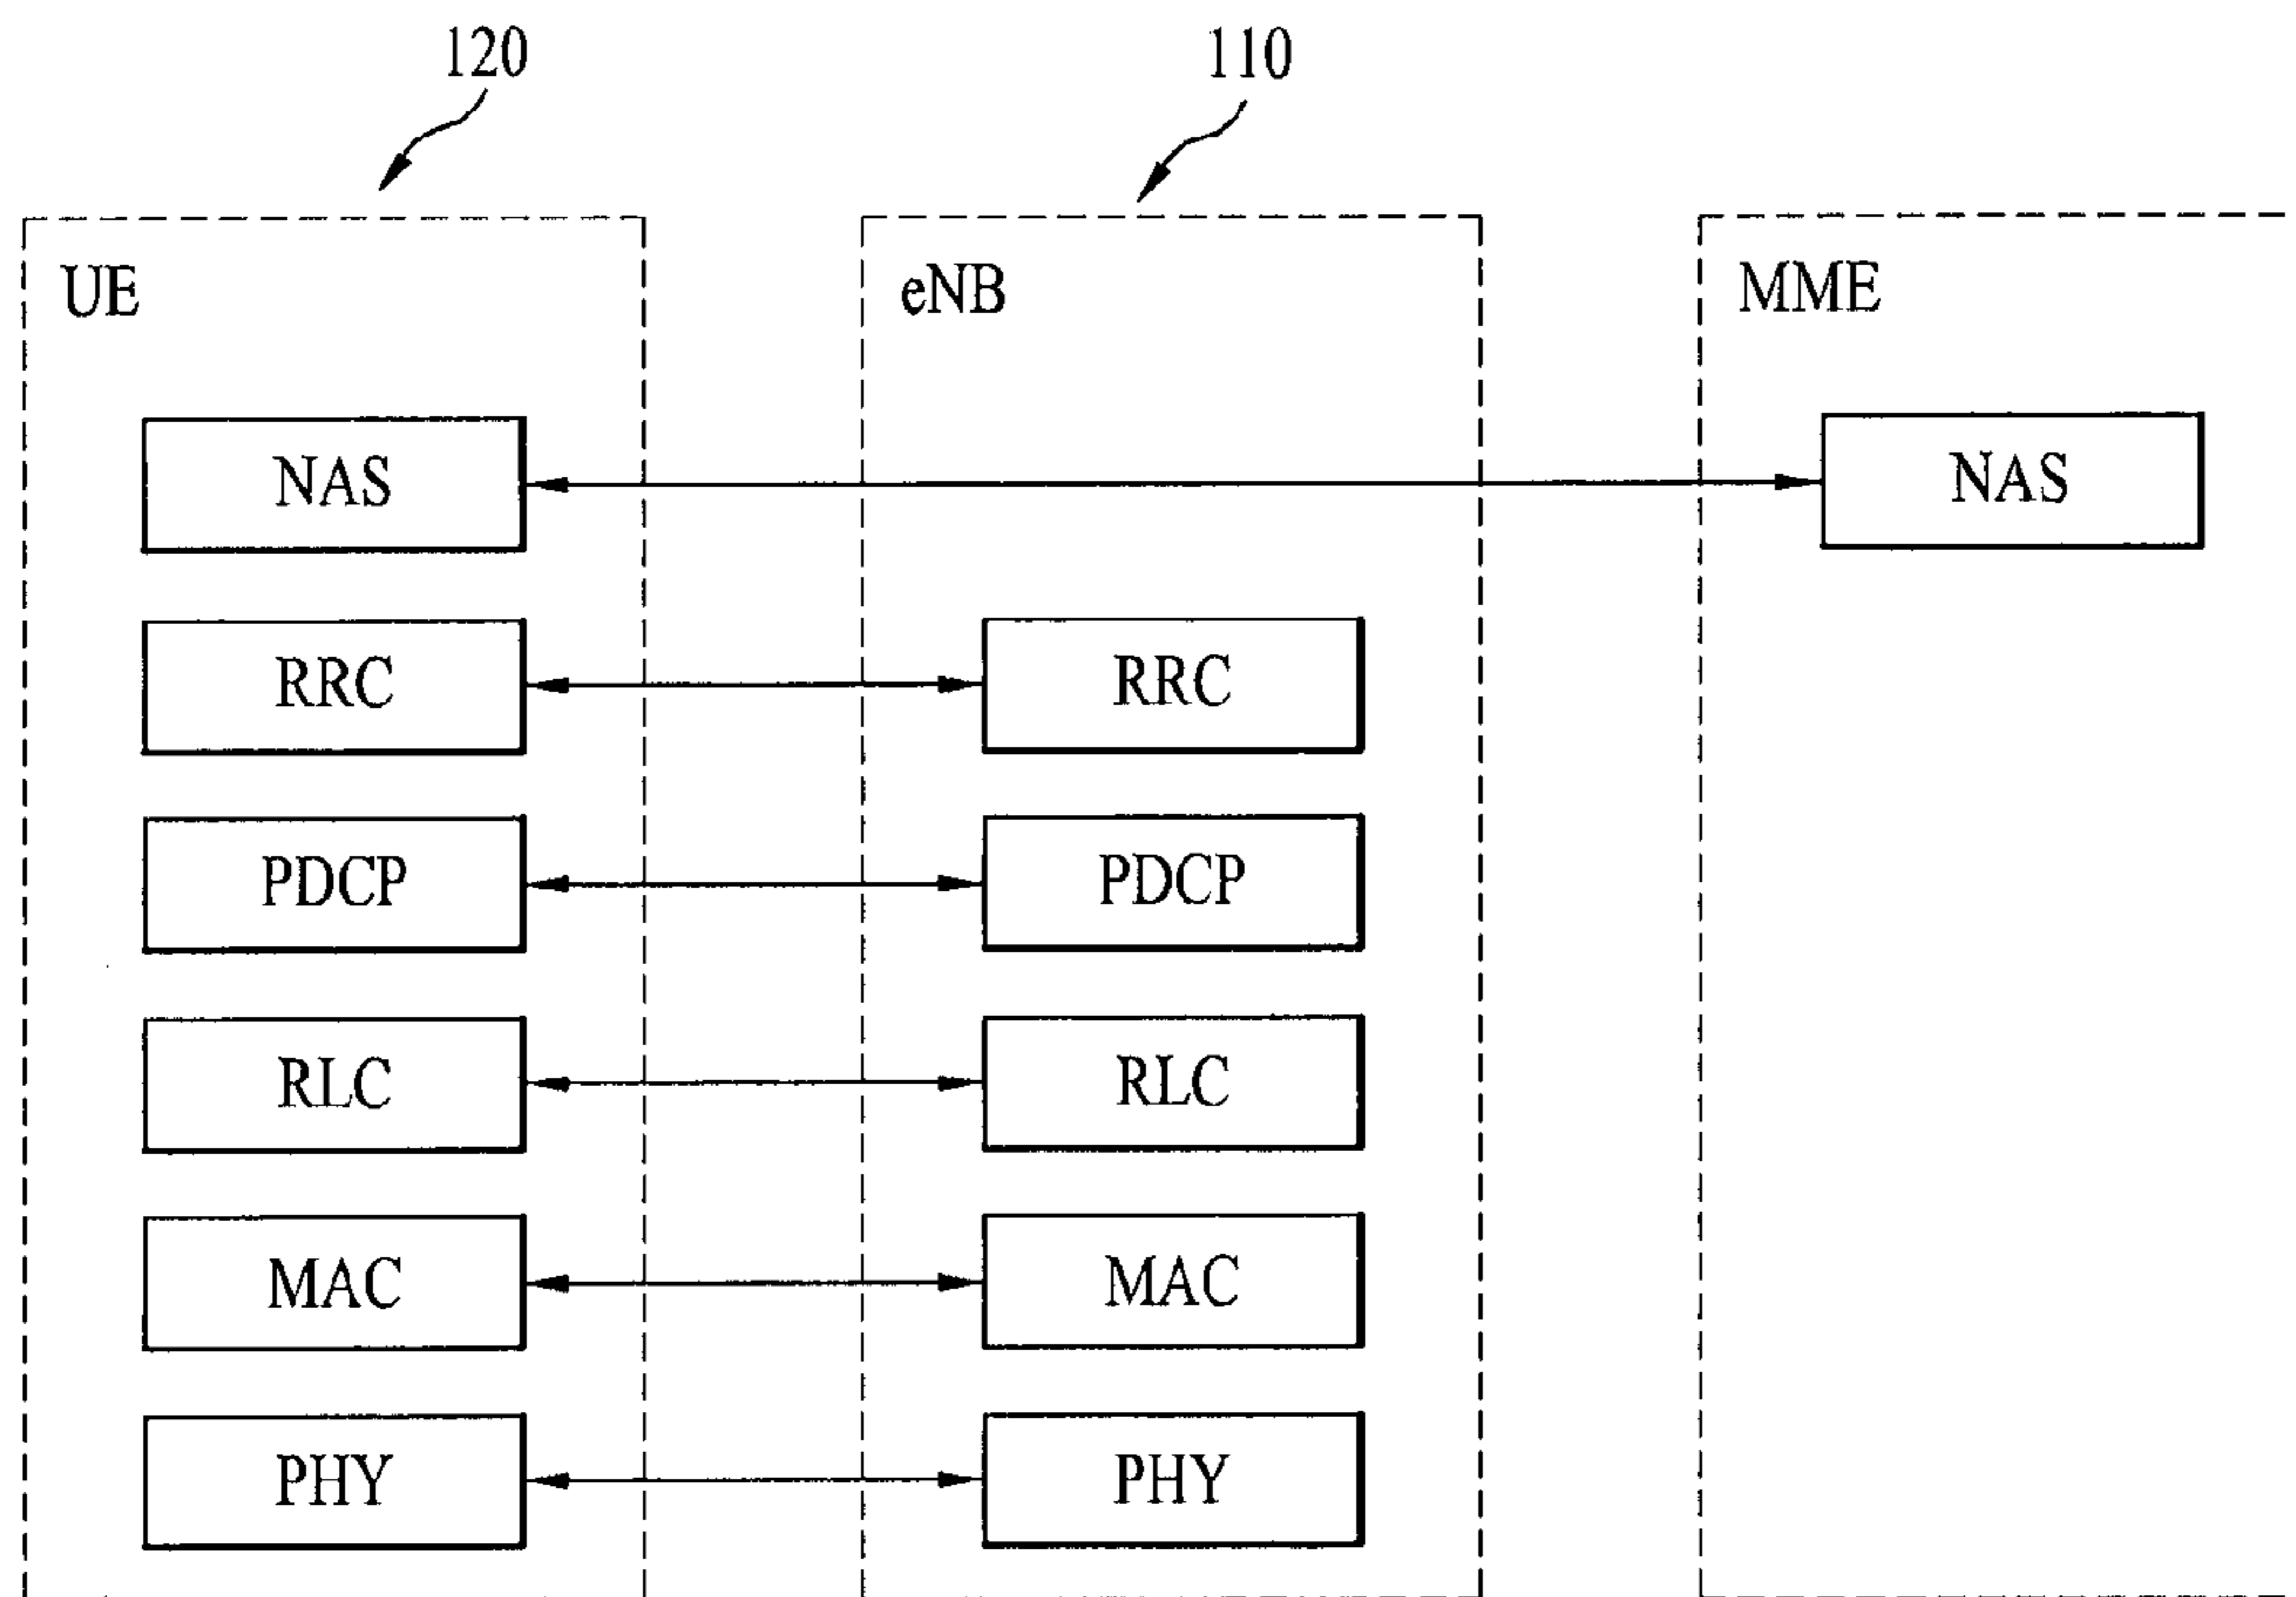 120 110
UE eNB MME
NAS NAS
RRC RRC
PDCP PDCP
RLC RLC
MAC MAC
PHY PHY